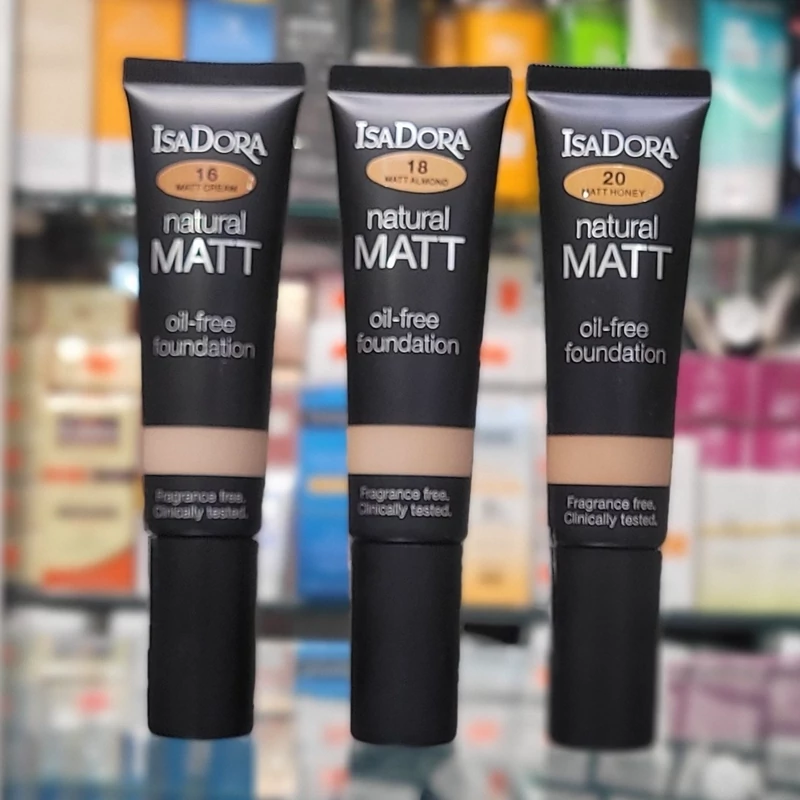 ISADORA
16
MATT CREAM
natural
MATT
oil-free
foundation
Fragrance free.
Clinically tested.
ISADORA
18
MATT ALMOND
natural
MATT
oil-free
foundation
Fragrance free.
Clinically tested.
ISADORA
20
MATT HONEY
natural
MATT
oil-free
foundation
Fragrance free.
Clinically tested.